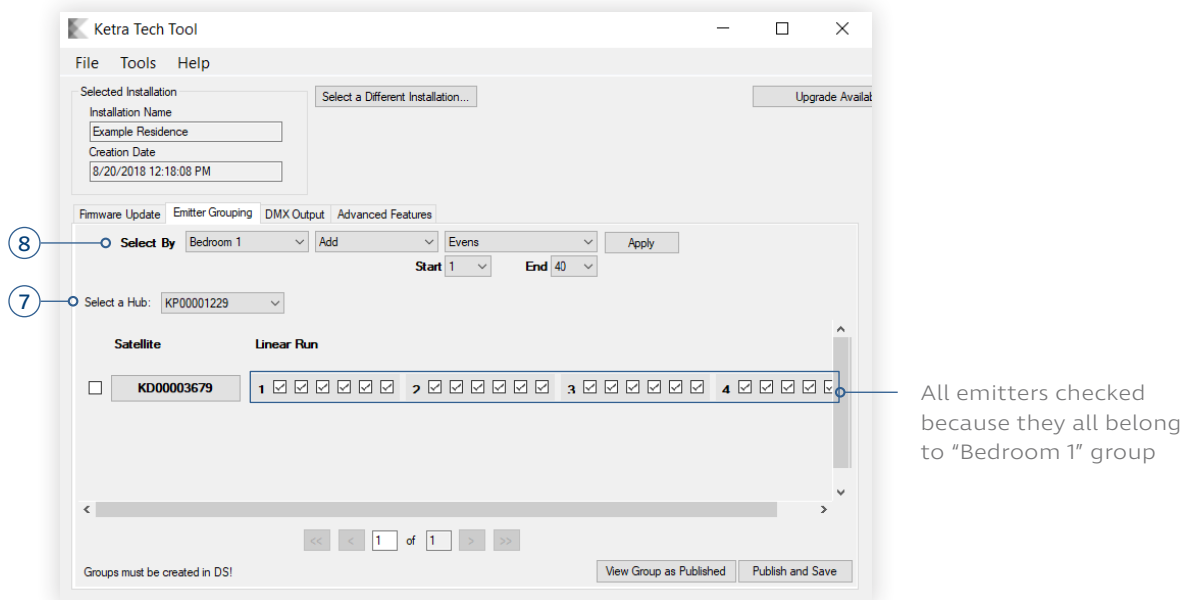 Ketra Tech Tool
File Tools Help
Selected Installation
Select a Different Installation...
Upgrade Availab
Installation Name
Example Residence
Creation Date
8/20/2018 12:18:08 PM
Firmware Update Emitter Grouping DMX Output Advanced Features
8 Select By Bedroom 1 Add Evens Apply
Start 1 End 40
7 Select a Hub: KP00001229
Satellite Linear Run
KD00003679 1 2 3 4
All emitters checked
because they all belong
to “Bedroom 1” group
<< < 1 of 1 > >>
Groups must be created in DS! View Group as Published Publish and Save